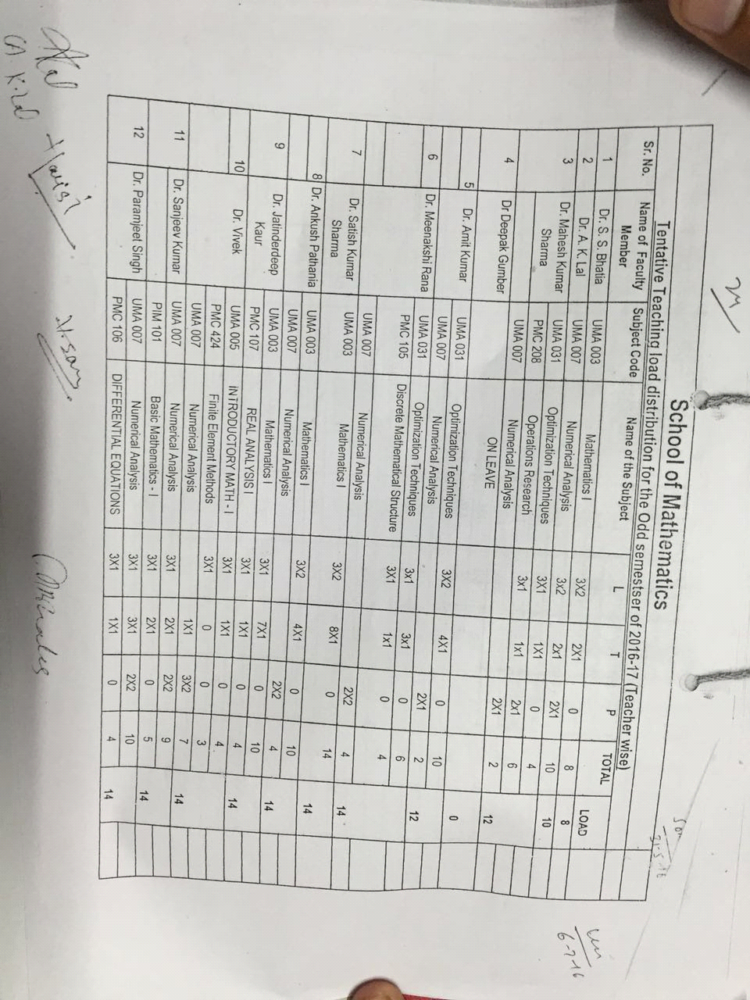 School of Mathematics
Tentative Teaching load distribution for the Odd semestser of 2016-17 (Teacher wise)
Sr. No. Name of Faculty Member Subject Code Name of the Subject L T P TOTAL LOAD
1 Dr. S. S. Bhatia UMA 003 Mathematics I 3X2 2X1 0 8 8
2 Dr. A. K. Lal UMA 007 Numerical Analysis 3x2 2x1 2X1 10 10
3 Dr. Mahesh Kumar Sharma UMA 031 Optimization Techniques 3X1 1X1 0 4
PMC 208 Operations Research 3x1 1x1 2x1 6
UMA 007 Numerical Analysis 2X1 2 12
4 Dr Deepak Gumber ON LEAVE 0
5 Dr. Amit Kumar UMA 031 Optimization Techniques 3X2 4X1 0 10
UMA 007 Numerical Analysis 2X1 2 12
6 Dr. Meenakshi Rana UMA 031 Optimization Techniques 3x1 3x1 0 6
PMC 105 Discrete Mathematical Structure 3X1 1x1 0 4
UMA 007 Numerical Analysis 2X2 4 14
7 Dr. Satish Kumar Sharma UMA 003 Mathematics I 3X2 8X1 0 14 14
8 Dr. Ankush Pathania UMA 003 Mathematics I 3X2 4X1 0 10
UMA 007 Numerical Analysis 2X2 4 14
9 Dr. Jatinderdeep Kaur UMA 003 Mathematics I 3X1 7X1 0 10
PMC 107 REAL ANALYSIS I 3X1 1X1 0 4 14
10 Dr. Vivek UMA 005 INTRODUCTORY MATH - I 3X1 1X1 0 4
PMC 424 Finite Element Methods 3X1 0 0 3
UMA 007 Numerical Analysis 1X1 3X2 7 14
11 Dr. Sanjeev Kumar UMA 007 Numerical Analysis 3X1 2X1 2X2 9
PIM 101 Basic Mathematics - I 3X1 2X1 0 5 14
12 Dr. Paramjeet Singh UMA 007 Numerical Analysis 3X1 3X1 2X2 10
PMC 106 DIFFERENTIAL EQUATIONS 3X1 1X1 0 4 14
6-7-16
(A. K. Lal)